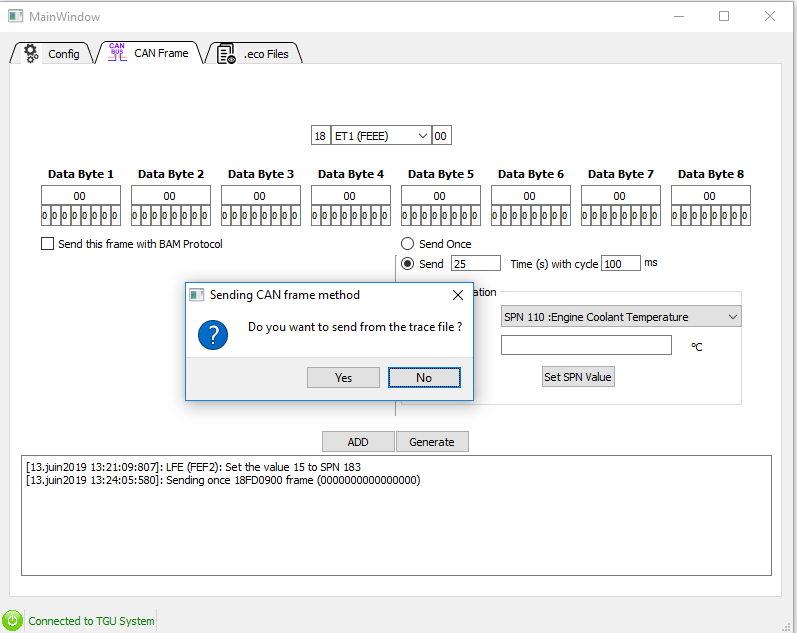 MainWindow
Config
CAN BUS
CAN Frame
.eco Files
18 ET1 (FEEE) 00
Data Byte 1 Data Byte 2 Data Byte 3 Data Byte 4 Data Byte 5 Data Byte 6 Data Byte 7 Data Byte 8
00 00 00 00 00 00 00 00
0 0 0 0 0 0 0 0 0 0 0 0 0 0 0 0 0 0 0 0 0 0 0 0 0 0 0 0 0 0 0 0 0 0 0 0 0 0 0 0 0 0 0 0 0 0 0 0 0 0 0 0 0 0 0 0 0 0 0 0 0 0 0 0
Send this frame with BAM Protocol
Send Once
Send 25 Time (s) with cycle 100 ms
Sending CAN frame method
Do you want to send from the trace file ?
Yes No
ation
SPN 110 :Engine Coolant Temperature
ºC
Set SPN Value
ADD Generate
[13.juin2019 13:21:09:807]: LFE (FEF2): Set the value 15 to SPN 183
[13.juin2019 13:24:05:580]: Sending once 18FD0900 frame (0000000000000000)
Connected to TGU System